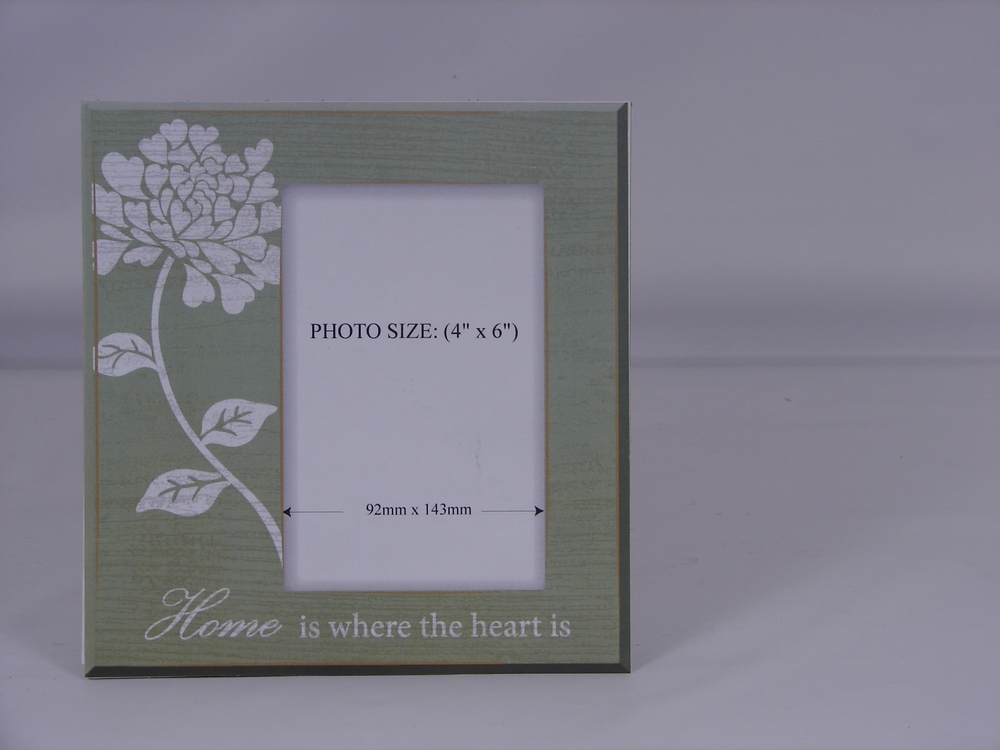 PHOTO SIZE: (4" x 6")
92mm x 143mm
Home is where the heart is